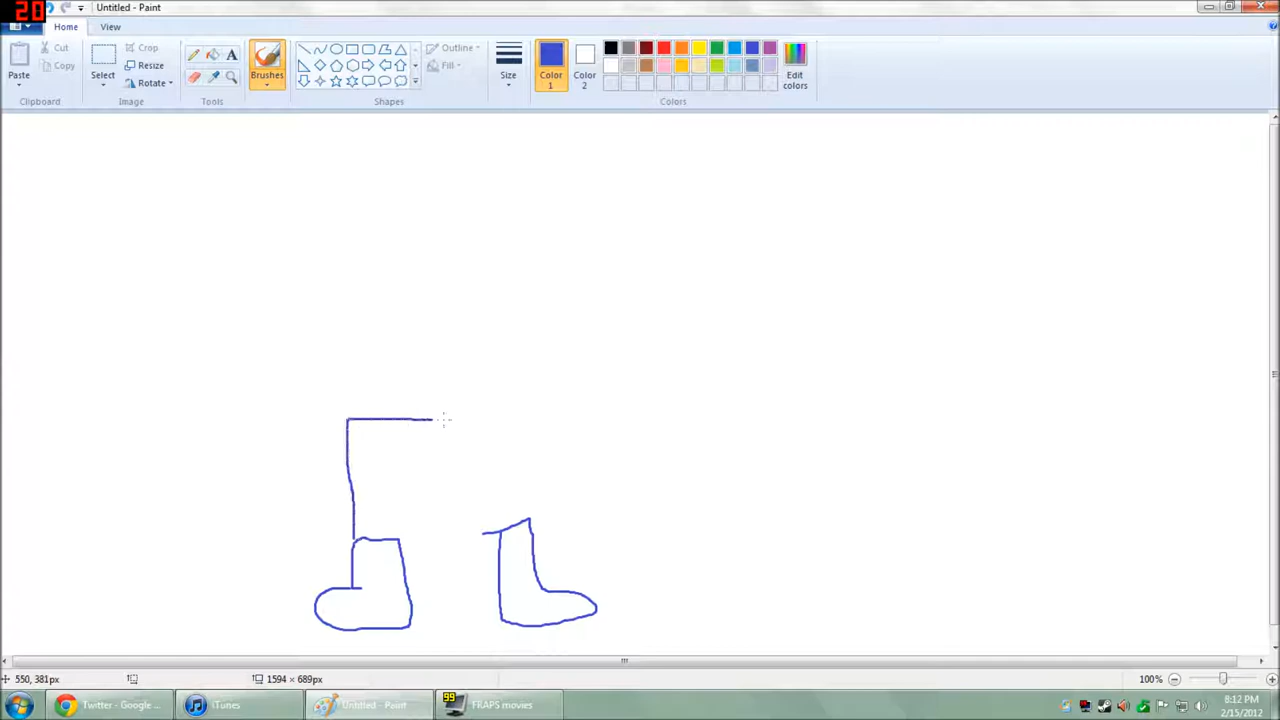 20
Untitled - Paint
Home View
Paste
Cut
Copy
Clipboard
Select
Crop
Resize
Rotate
Image
A
Tools
Brushes
Outline
Fill
Shapes
Size
Color 1
Color 2
Edit colors
Colors
550, 381px
1594 × 689px
100%
Twitter - Google ...
iTunes
Untitled - Paint
99
FRAPS movies
8:12 PM
2/15/2012